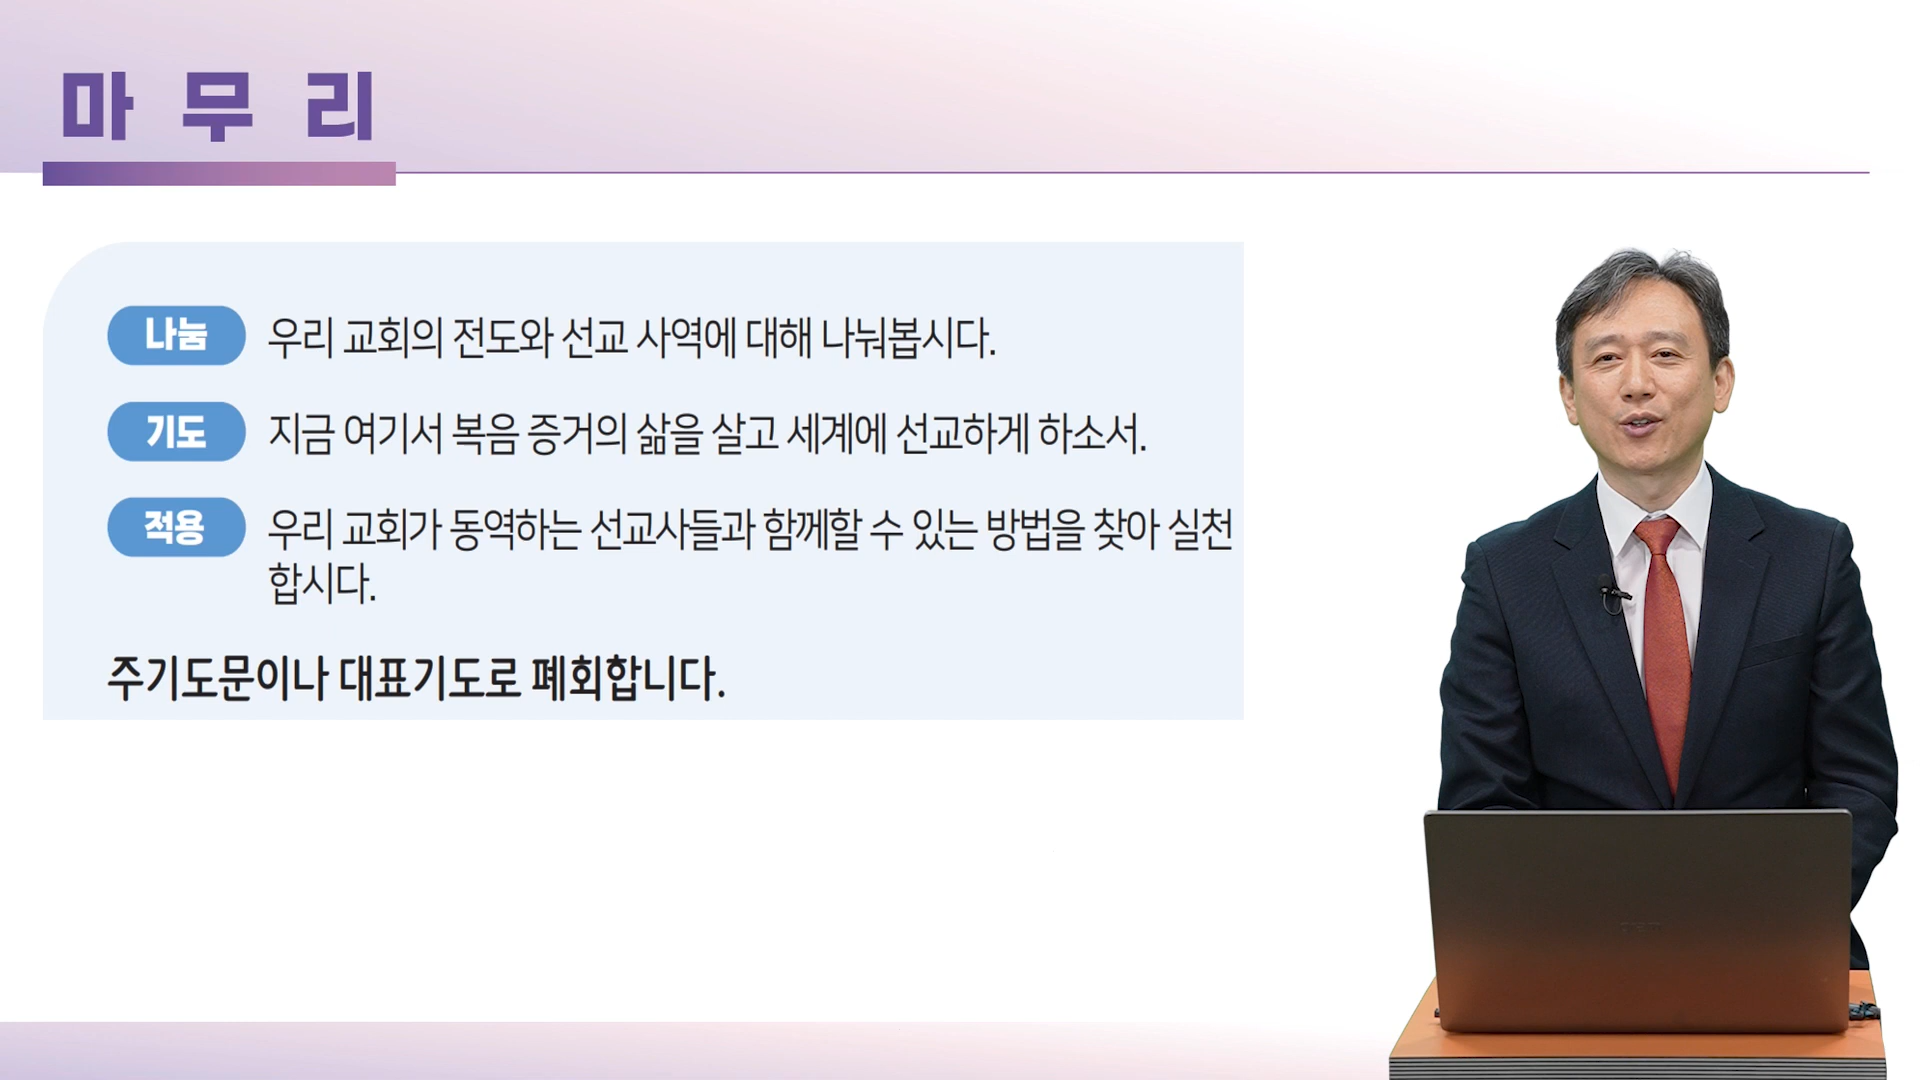 마 무 리
나눔 우리 교회의 전도와 선교 사역에 대해 나눠봅시다.
기도 지금 여기서 복음 증거의 삶을 살고 세계에 선교하게 하소서.
적용 우리 교회가 동역하는 선교사들과 함께할 수 있는 방법을 찾아 실천
합시다.
주기도문이나 대표기도로 폐회합니다.